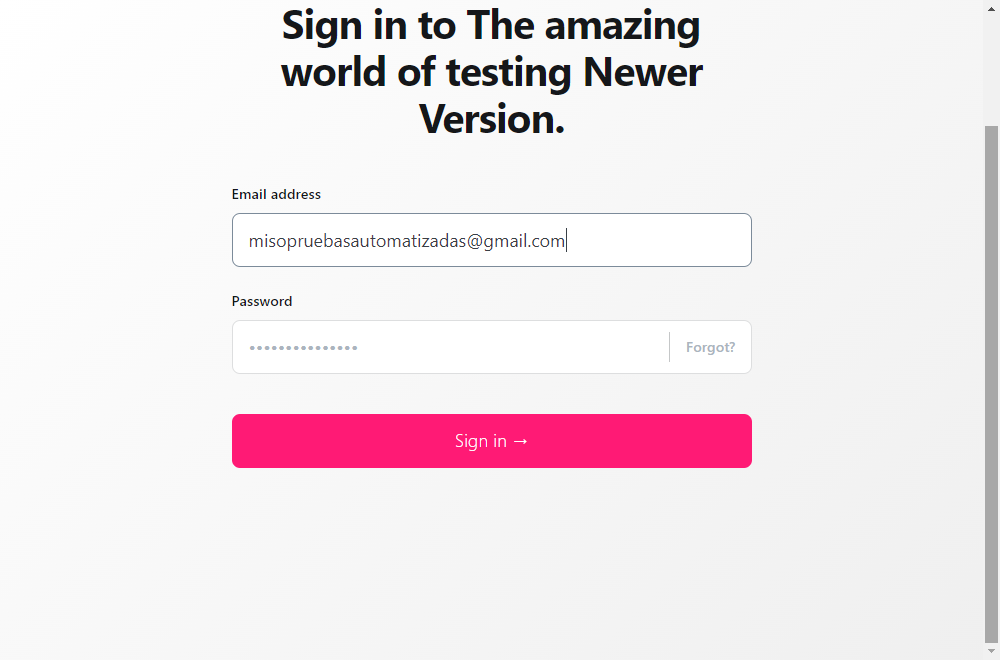 Sign in to The amazing
world of testing Newer
Version.
Email address
misopruebasautomatizadas@gmail.com
Password
•••••••••••••••
Forgot?
Sign in →